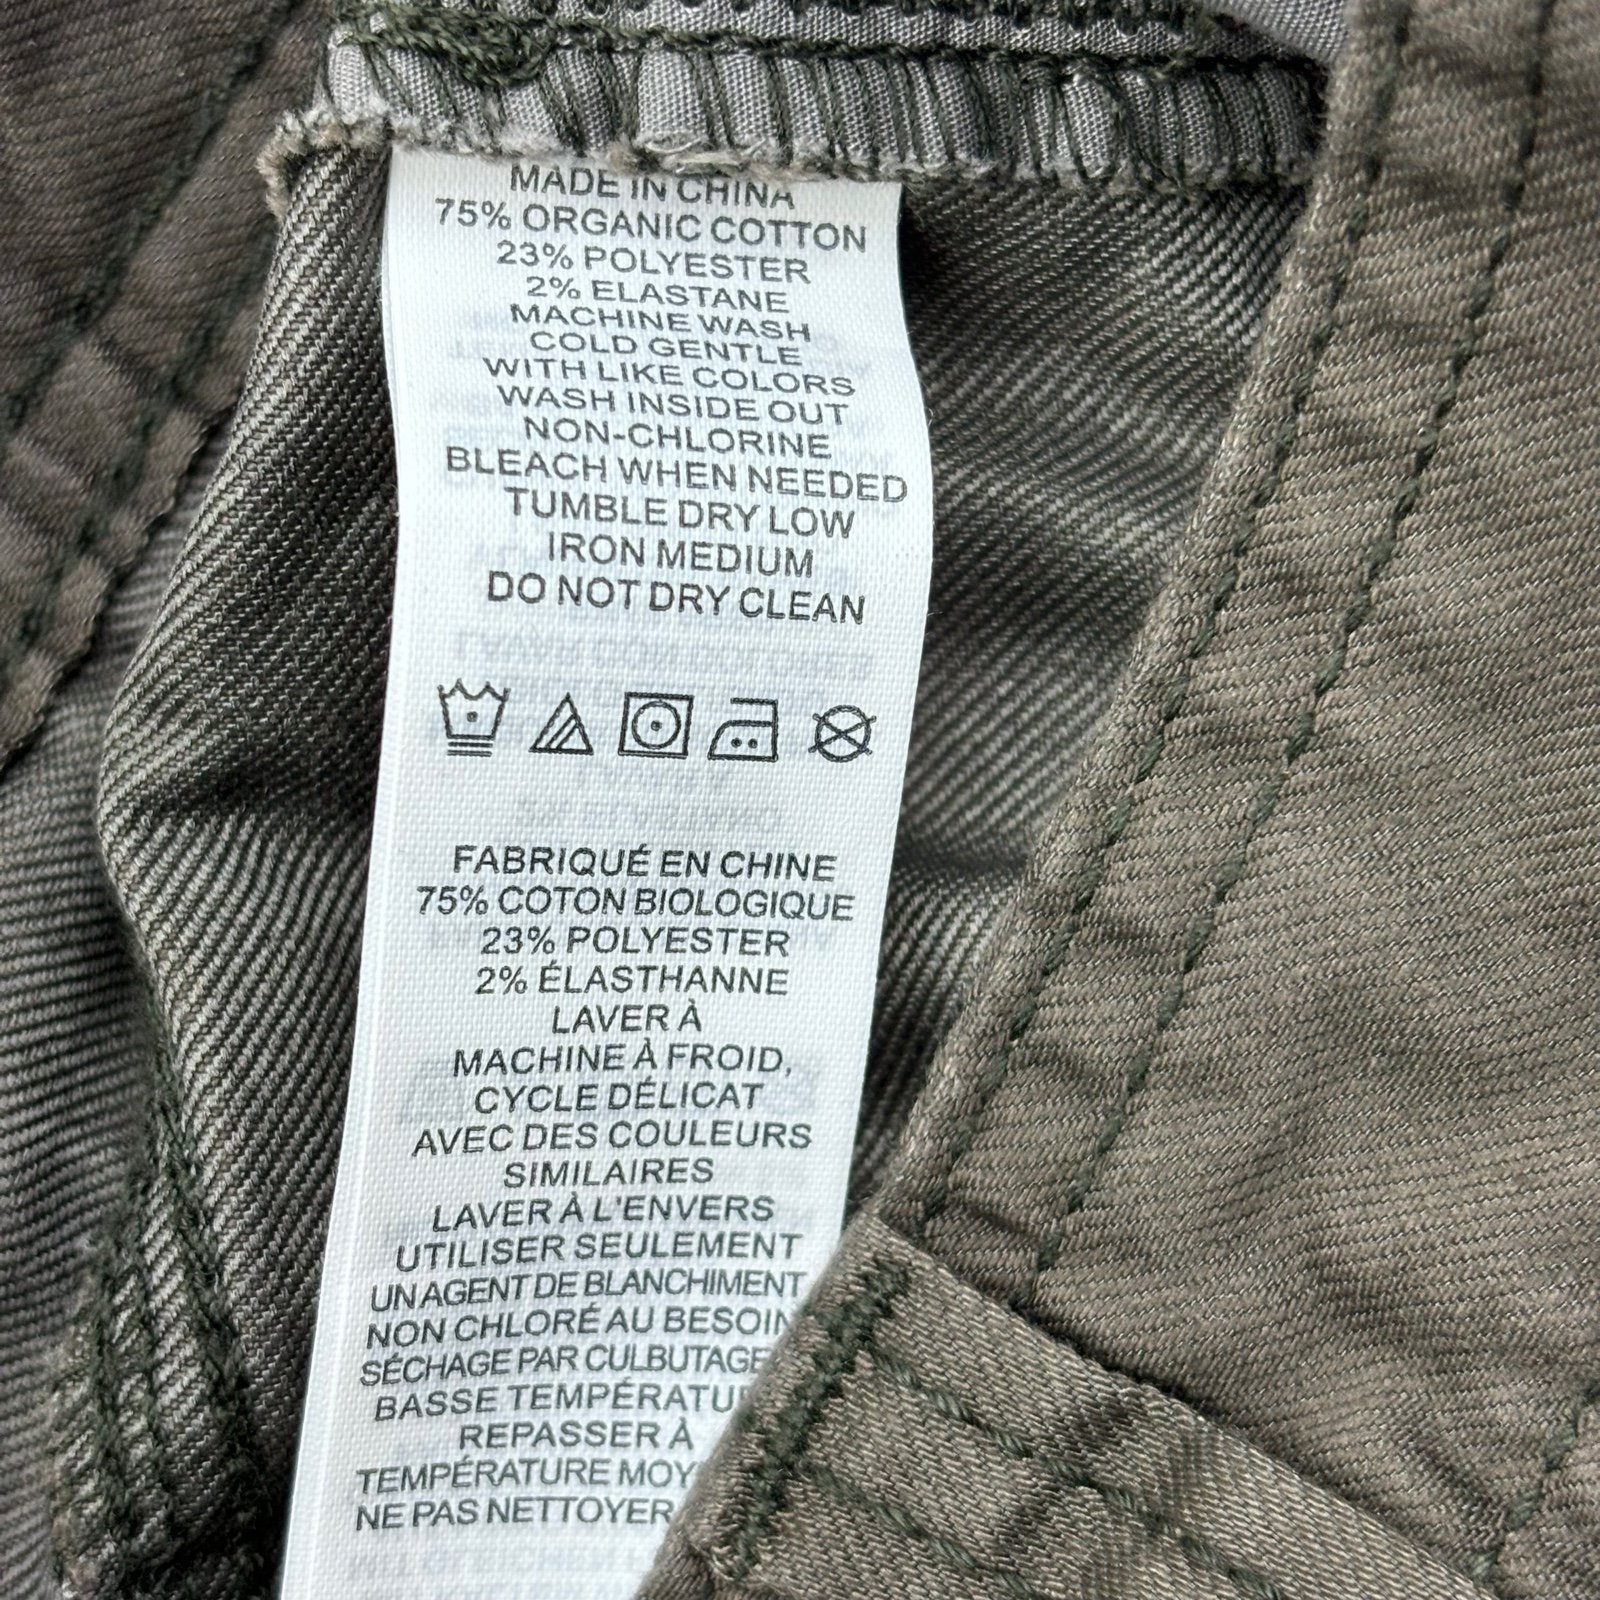 MADE IN CHINA
75% ORGANIC COTTON
23% POLYESTER
2% ELASTANE
MACHINE WASH
COLD GENTLE
WITH LIKE COLORS
WASH INSIDE OUT
NON-CHLORINE
BLEACH WHEN NEEDED
TUMBLE DRY LOW
IRON MEDIUM
DO NOT DRY CLEAN
FABRIQUÉ EN CHINE
75% COTON BIOLOGIQUE
23% POLYESTER
2% ÉLASTHANNE
LAVER À
MACHINE À FROID,
CYCLE DÉLICAT
AVEC DES COULEURS
SIMILAIRES
LAVER À L'ENVERS
UTILISER SEULEMENT
UN AGENT DE BLANCHIMENT
NON CHLORÉ AU BESOIN
SÉCHAGE PAR CULBUTAGE
BASSE
REPASSER À
TEMPÉRATURE
NE PAS NETTOYER